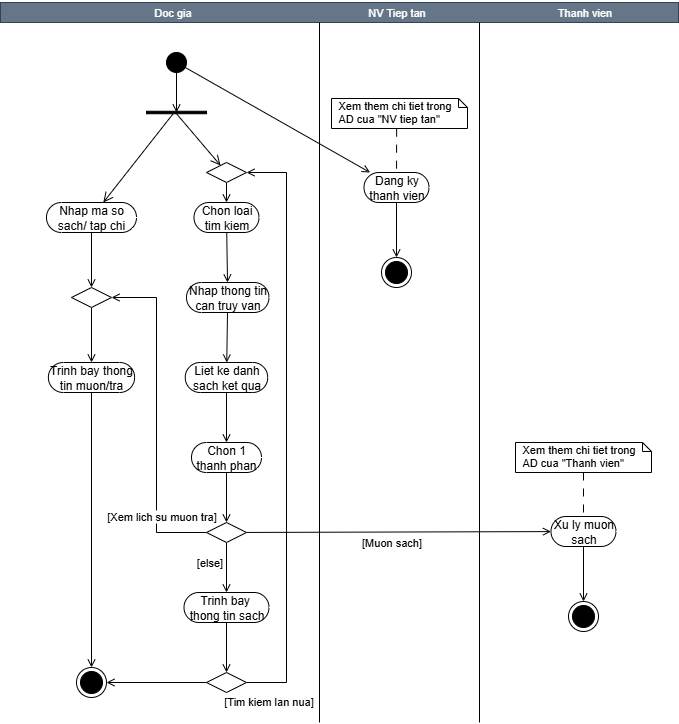 Doc gia
NV Tiep tan
Thanh vien
Xem them chi tiet trong
AD cua "NV tiep tan"
Dang ky
thanh vien
Nhap ma so
sach/ tap chi
Chon loai
tim kiem
Nhap thong tin
can truy van
Trinh bay thong
tin muon/tra
Liet ke danh
sach ket qua
Chon 1
thanh phan
Xem them chi tiet trong
AD cua "Thanh vien"
[Xem lich su muon tra]
[Muon sach]
Xu ly muon
sach
[else]
Trinh bay
thong tin sach
[Tim kiem lan nua]